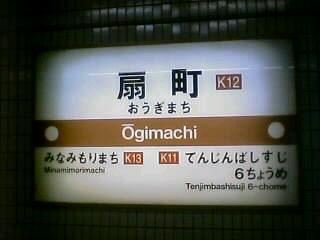 扇町 K12
おうぎまち
Ōgimachi
みなみもりまち K13 K11 てんじんばしすじ
Minamimorimachi 6ちょうめ
Tenjimbashisuji 6-chome